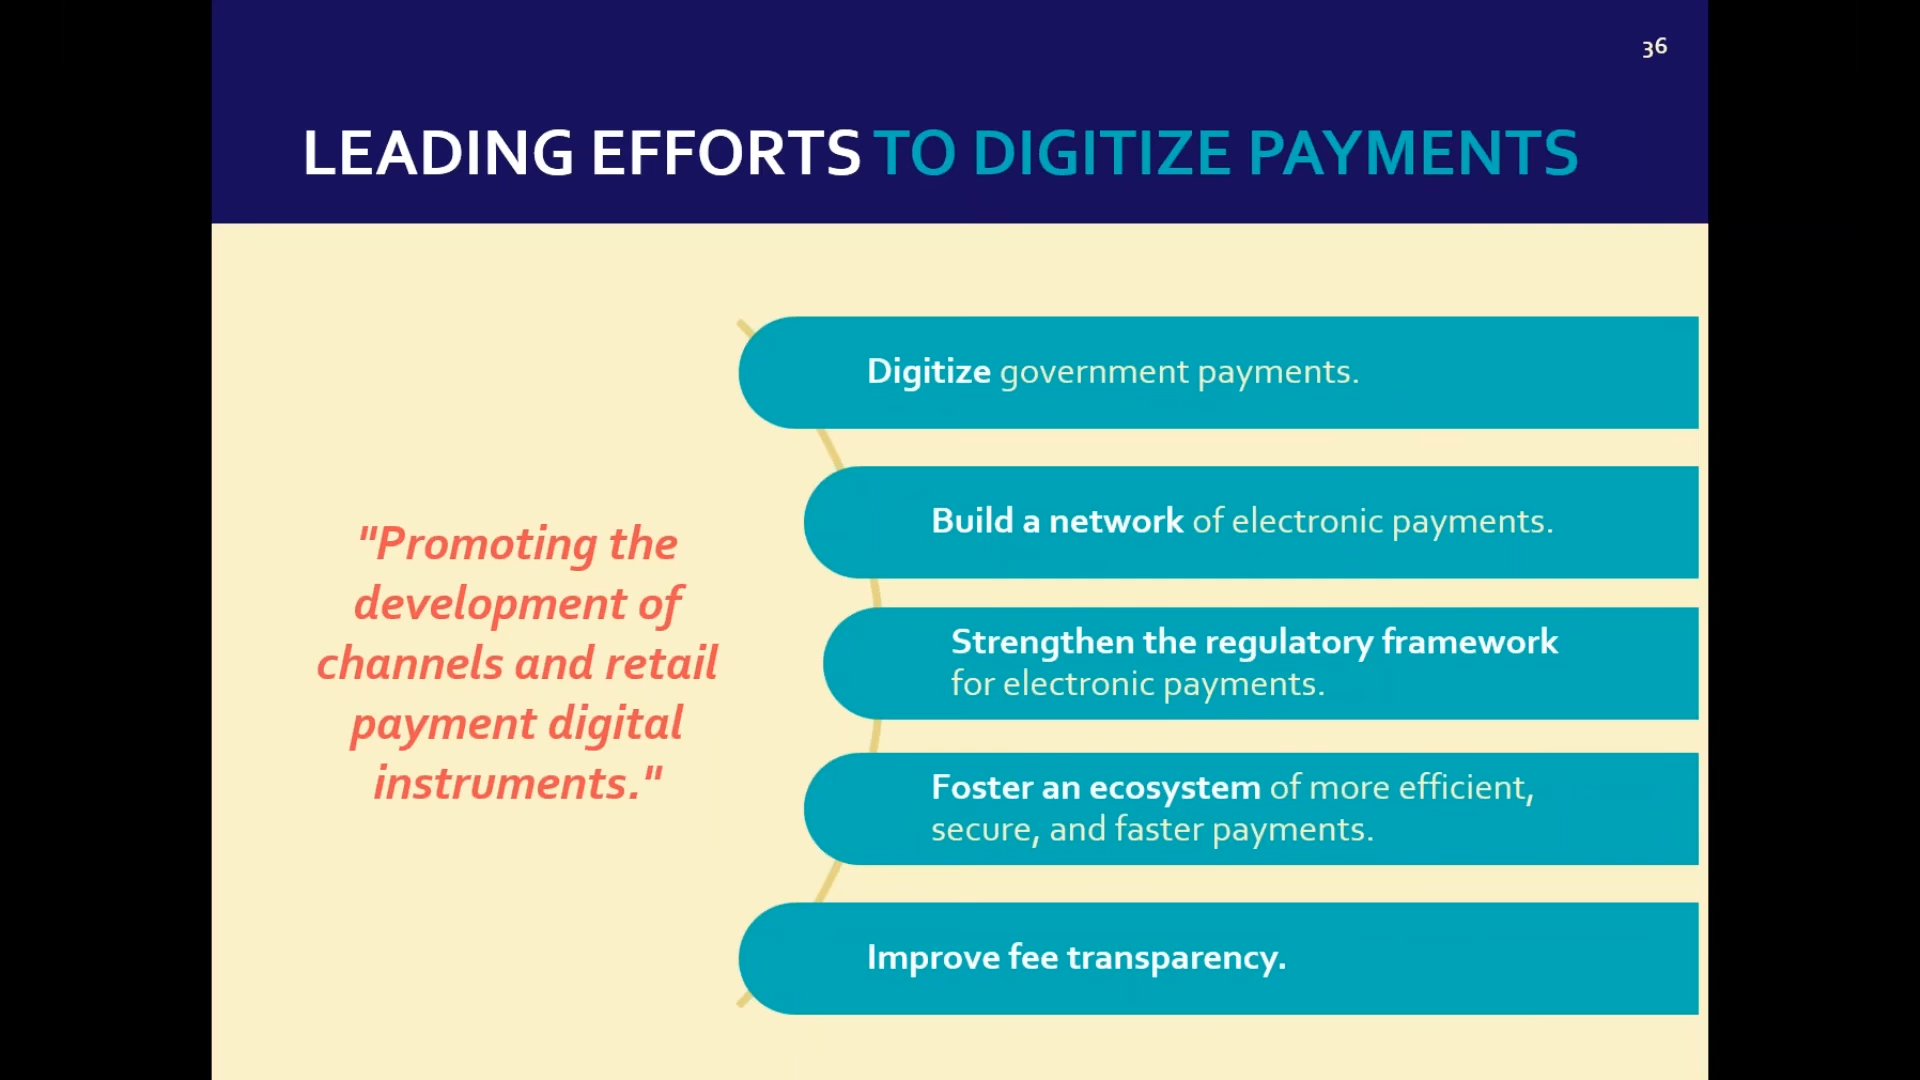 36
LEADING EFFORTS TO DIGITIZE PAYMENTS
"Promoting the
development of
channels and retail
payment digital
instruments."
Digitize government payments.
Build a network of electronic payments.
Strengthen the regulatory framework
for electronic payments.
Foster an ecosystem of more efficient,
secure, and faster payments.
Improve fee transparency.